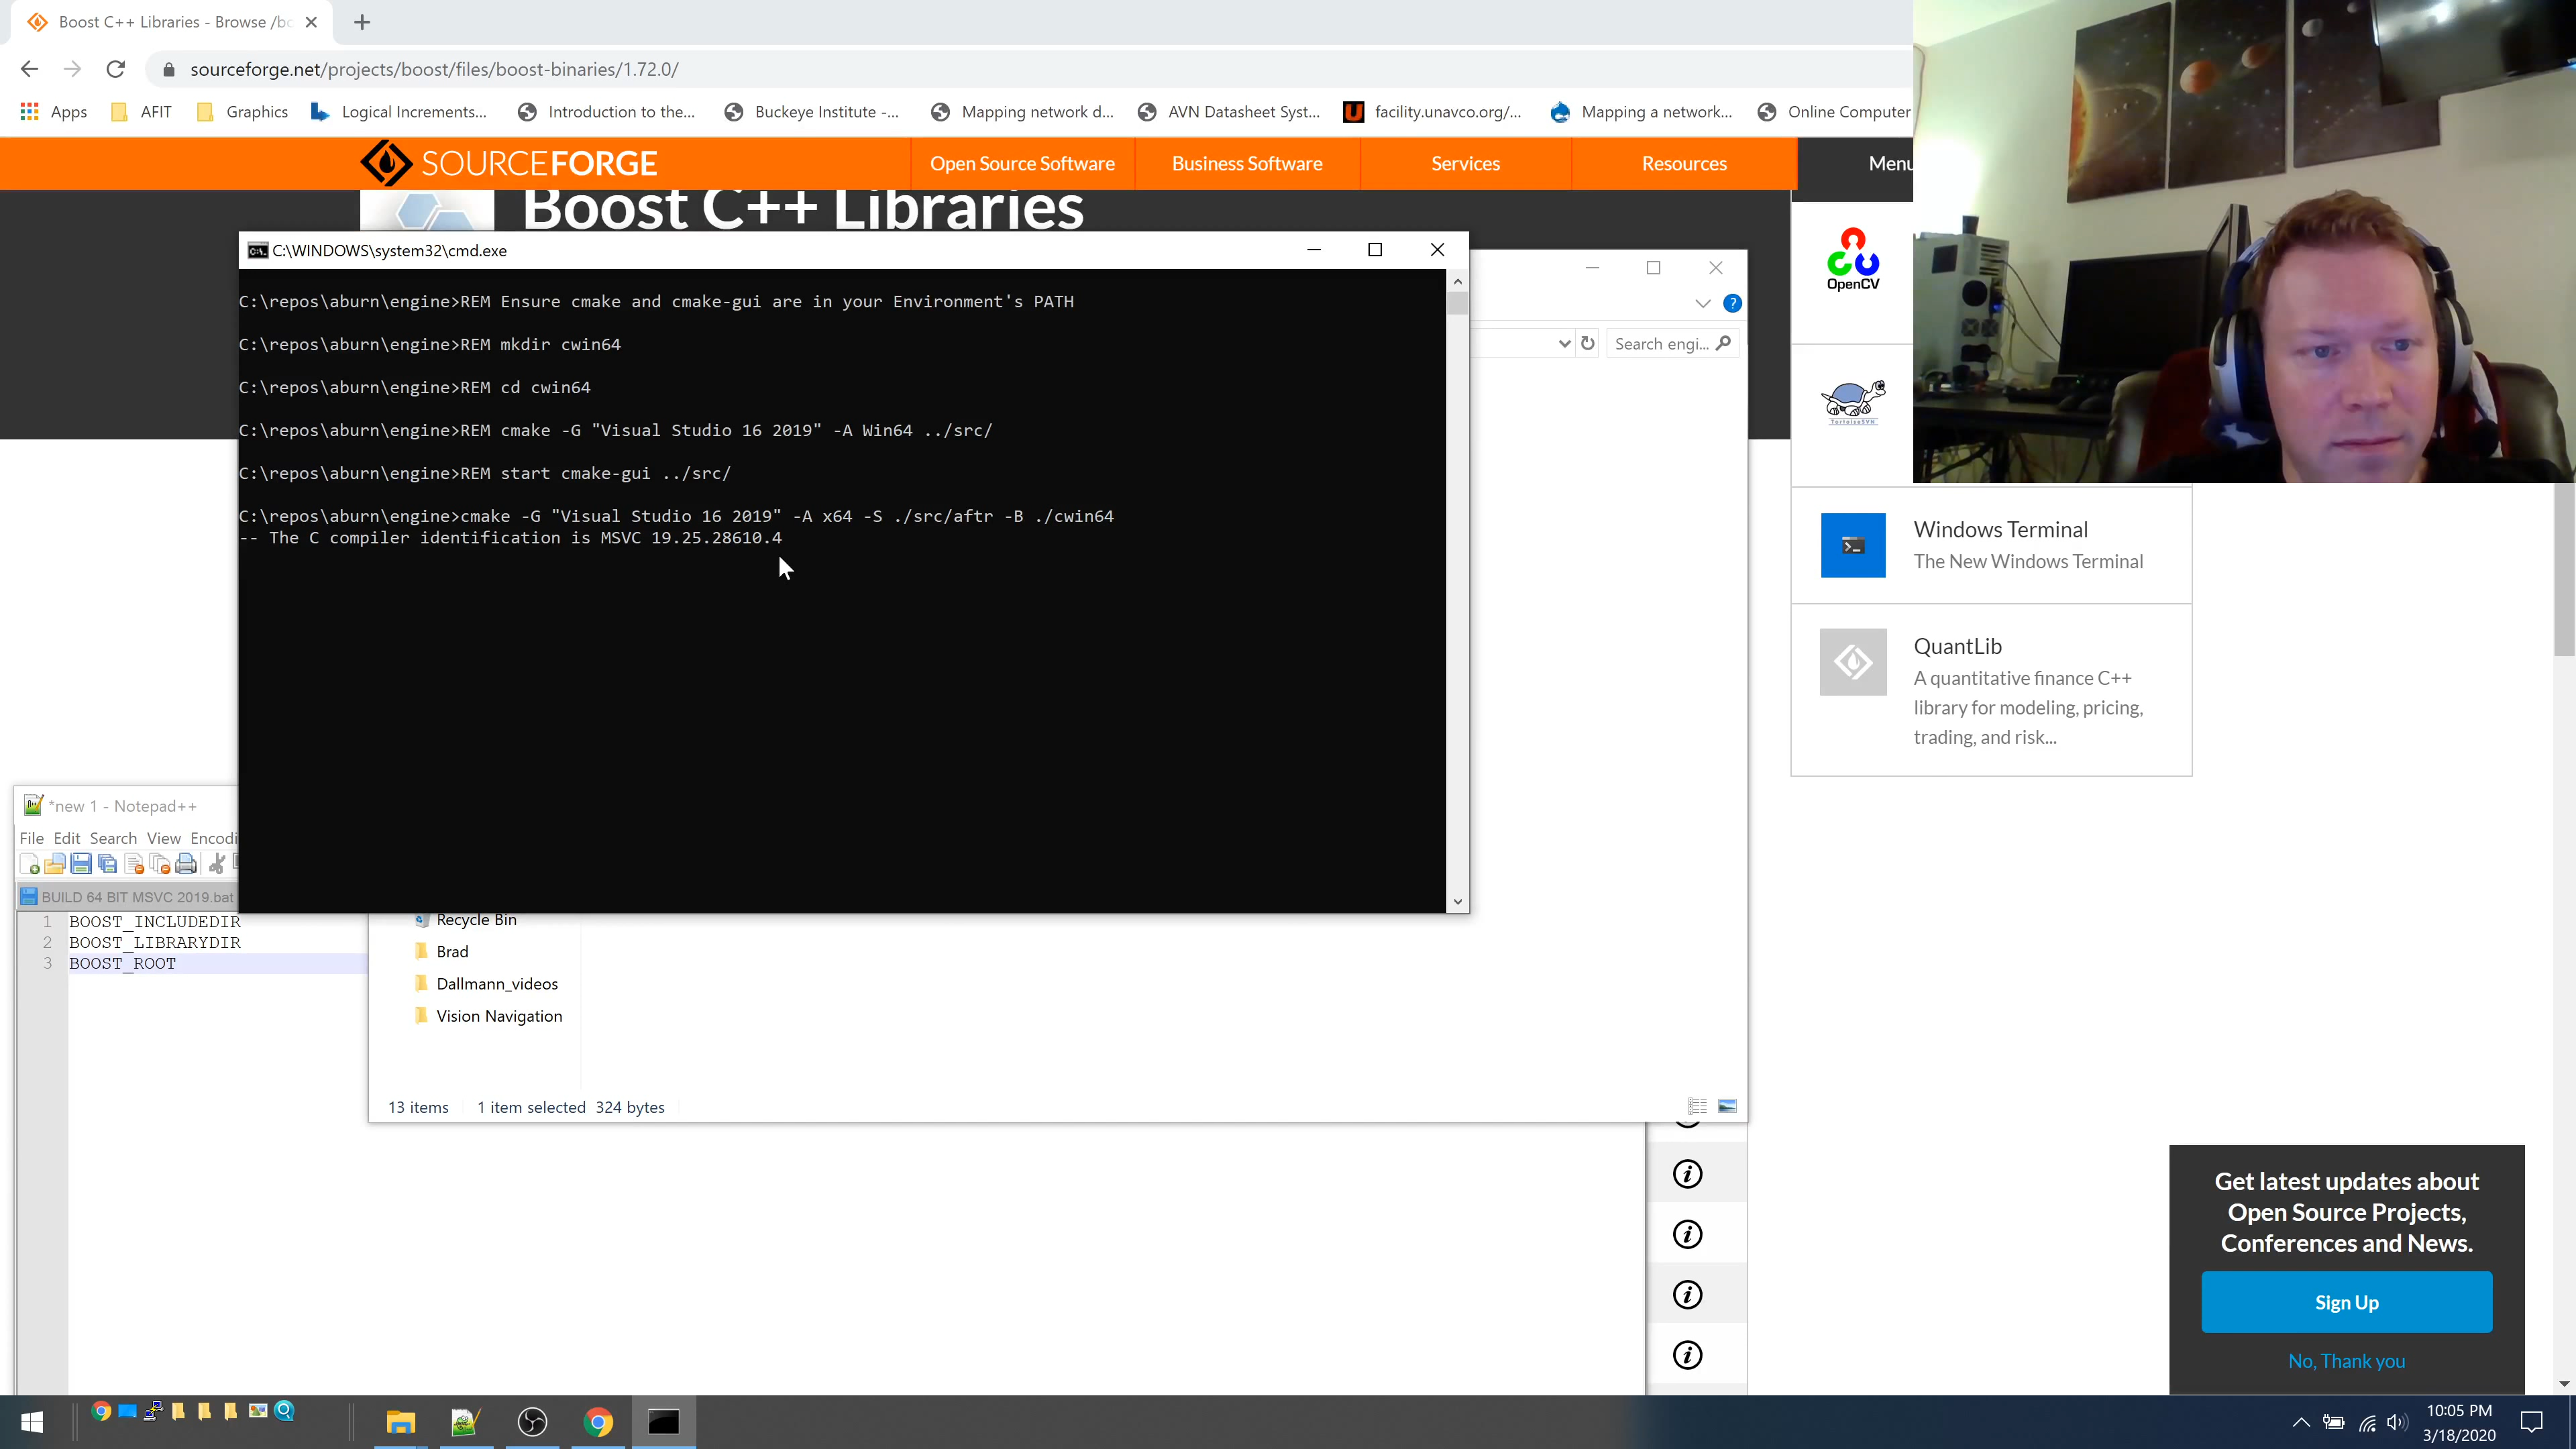 Boost C++ Libraries - Browse /bo
sourceforge.net/projects/boost/files/boost-binaries/1.72.0/
Apps
AFIT
Graphics
Logical Increments...
Introduction to the...
Buckeye Institute -...
Mapping network d...
AVN Datasheet Syst...
facility.unavco.org/...
Mapping a network...
Online Computer
SOURCEFORGE
Open Source Software
Business Software
Services
Resources
Menu
Boost C++ Libraries
C:\WINDOWS\system32\cmd.exe
C:\repos\aburn\engine>REM Ensure cmake and cmake-gui are in your Environment's PATH
C:\repos\aburn\engine>REM mkdir cwin64
C:\repos\aburn\engine>REM cd cwin64
C:\repos\aburn\engine>REM cmake -G "Visual Studio 16 2019" -A Win64 ../src/
C:\repos\aburn\engine>REM start cmake-gui ../src/
C:\repos\aburn\engine>cmake -G "Visual Studio 16 2019" -A x64 -S ./src/aftr -B ./cwin64
-- The C compiler identification is MSVC 19.25.28610.4
Search engi...
OpenCV
TortoiseSVN
Windows Terminal
The New Windows Terminal
QuantLib
A quantitative finance C++
library for modeling, pricing,
trading, and risk...
*new 1 - Notepad++
File Edit Search View Encodi
BUILD 64 BIT MSVC 2019.bat
1 BOOST_INCLUDEDIR
2 BOOST_LIBRARYDIR
3 BOOST_ROOT
Recycle Bin
Brad
Dallmann_videos
Vision Navigation
13 items
1 item selected 324 bytes
Get latest updates about
Open Source Projects,
Conferences and News.
Sign Up
No, Thank you
10:05 PM
3/18/2020